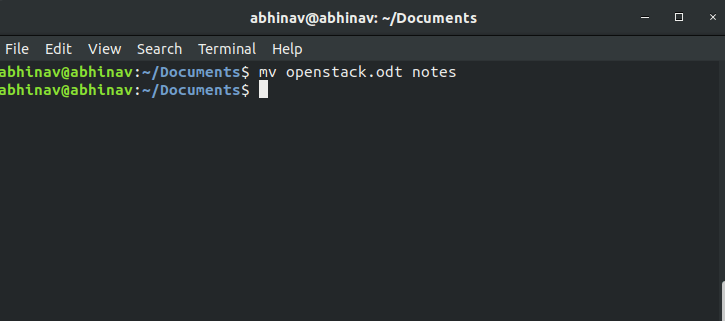 abhinav@abhinav: ~/Documents
File Edit View Search Terminal Help
abhinav@abhinav:~/Documents$ mv openstack.odt notes
abhinav@abhinav:~/Documents$